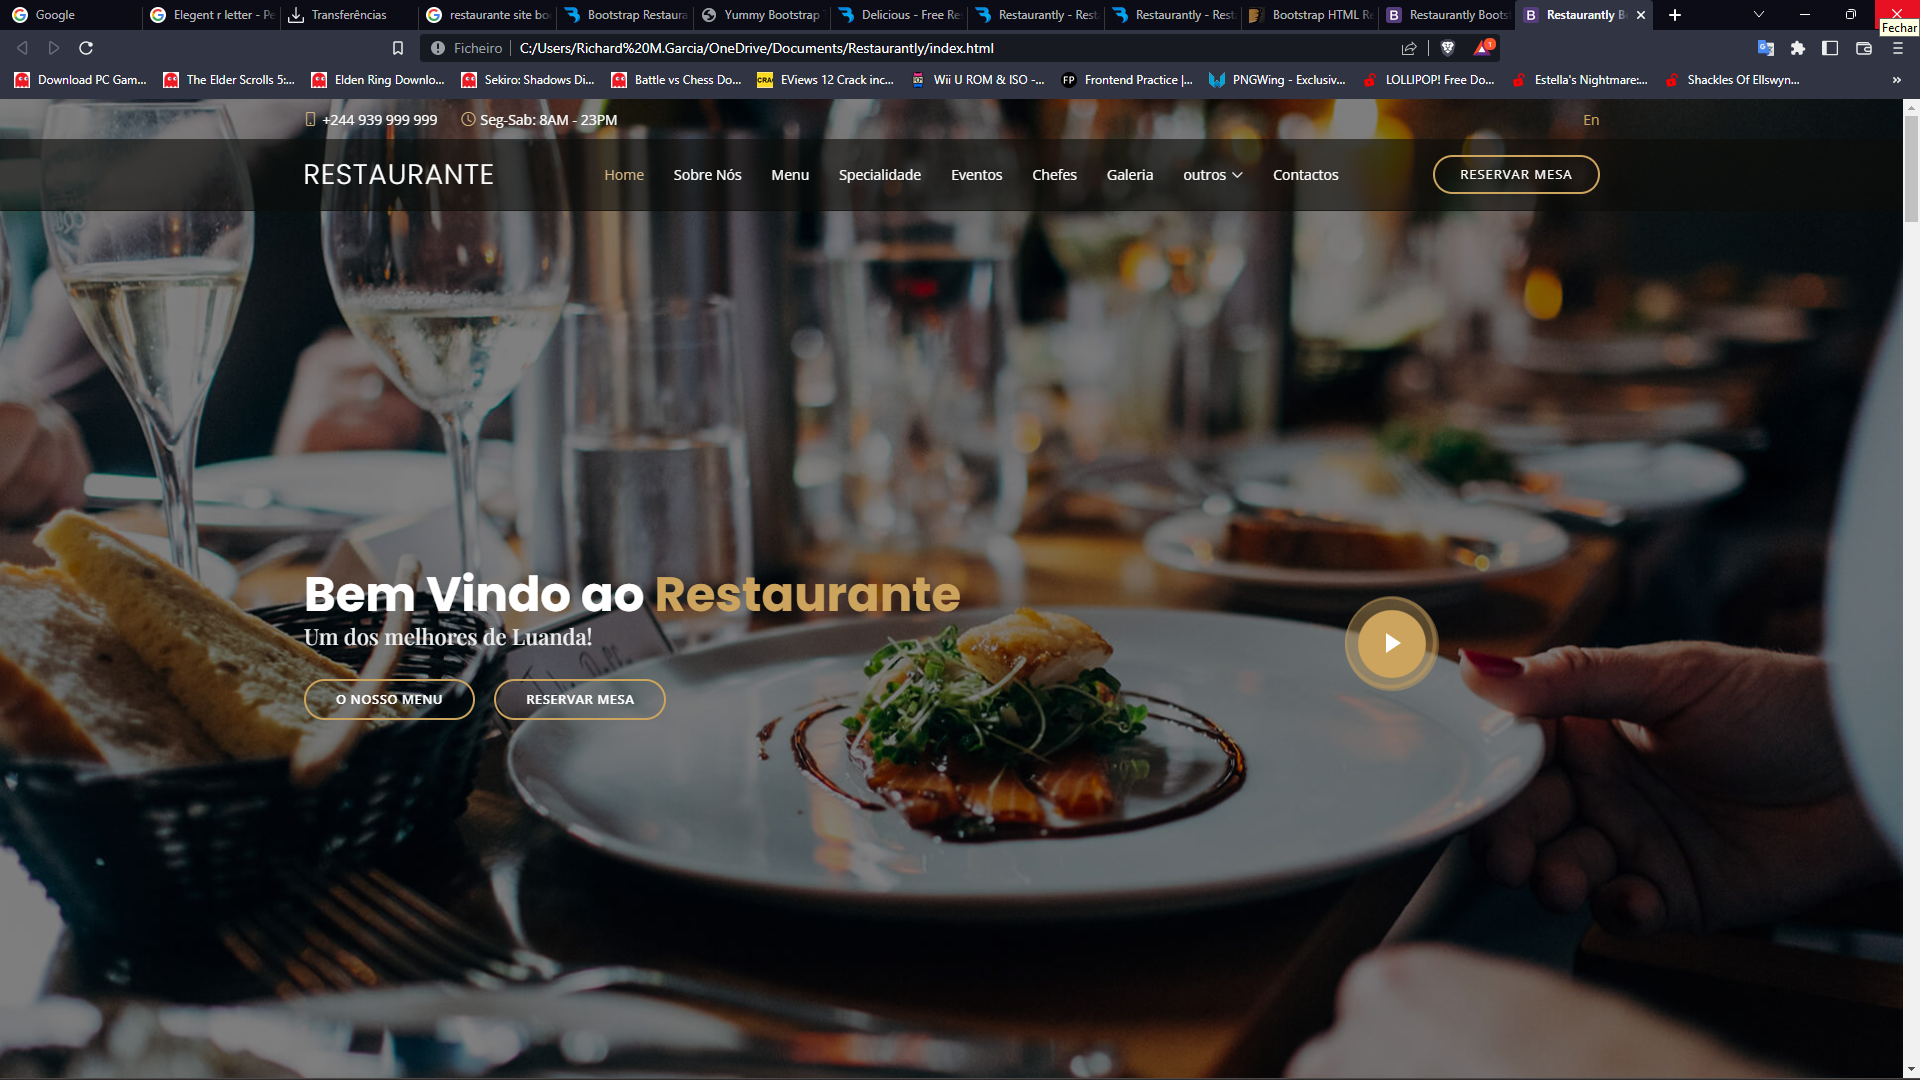 Google
Elegent r letter - Pe
Transferências
restaurante site boo
Bootstrap Restaura
Yummy Bootstrap
Delicious - Free Re
Restaurantly - Rest
Restaurantly - Rest
Bootstrap HTML Re
Restaurantly Boots
Restaurantly B
Fechar
Ficheiro
C:/Users/Richard%20M.Garcia/OneDrive/Documents/Restaurantly/index.html
1
Download PC Gam...
The Elder Scrolls 5:...
Elden Ring Downlo...
Sekiro: Shadows Di...
Battle vs Chess Do...
CRA
EViews 12 Crack inc...
Wii U ROM & ISO -...
FP
Frontend Practice |...
PNGWing - Exclusiv...
LOLLIPOP! Free Do...
Estella's Nightmare:...
Shackles Of Ellswyn...
+244 939 999 999
Seg-Sab: 8AM - 23PM
En
RESTAURANTE
Home
Sobre Nós
Menu
Specialidade
Eventos
Chefes
Galeria
outros
Contactos
RESERVAR MESA
Bem Vindo ao Restaurante
Um dos melhores de Luanda!
O NOSSO MENU
RESERVAR MESA